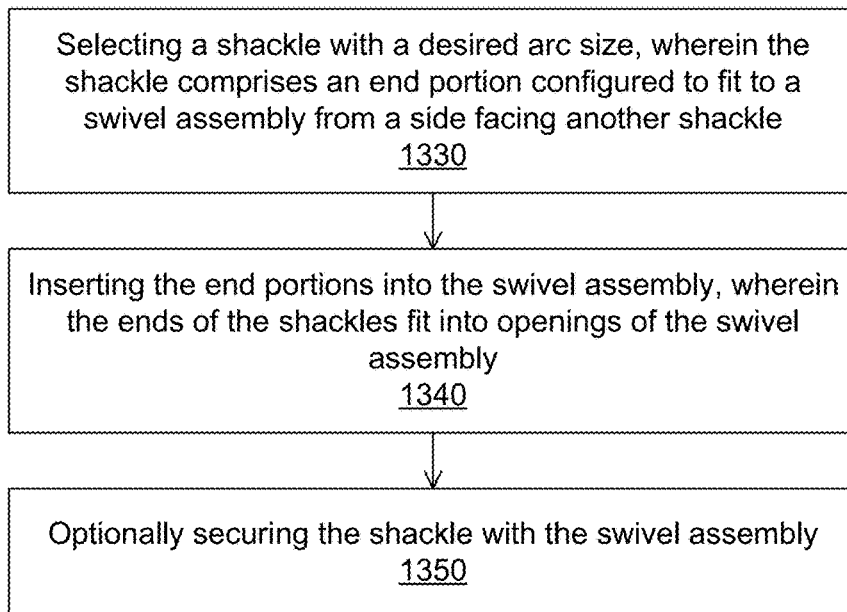 Selecting a shackle with a desired arc size, wherein the
shackle comprises an end portion configured to fit to a
swivel assembly from a side facing another shackle
1330
Inserting the end portions into the swivel assembly, wherein
the ends of the shackles fit into openings of the swivel
assembly
1340
Optionally securing the shackle with the swivel assembly
1350